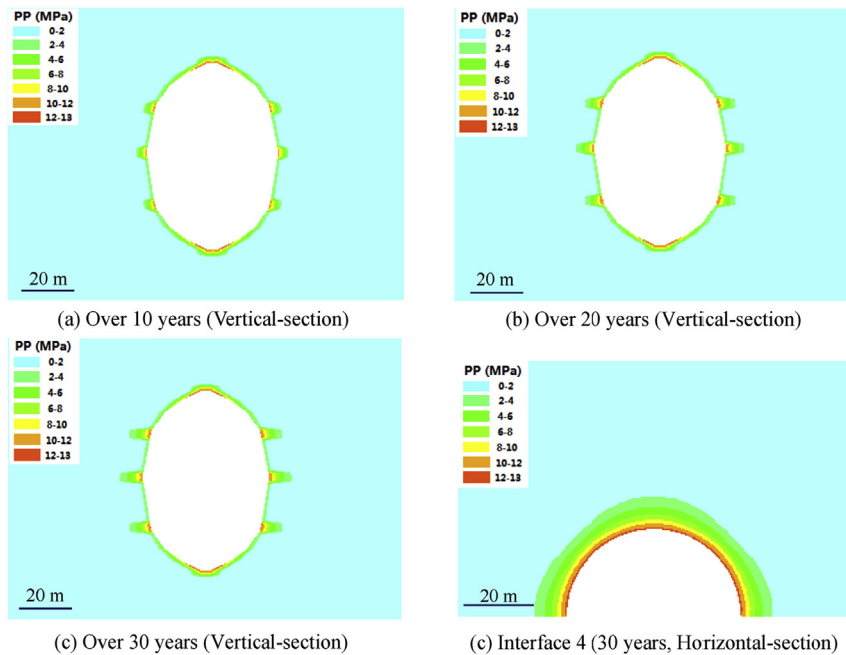 PP (MPa)
0-2
2-4
4-6
6-8
8-10
10-12
12-13
20 m
(a) Over 10 years (Vertical-section)
PP (MPa)
0-2
2-4
4-6
6-8
8-10
10-12
12-13
20 m
(b) Over 20 years (Vertical-section)
PP (MPa)
0-2
2-4
4-6
6-8
8-10
10-12
12-13
20 m
(c) Over 30 years (Vertical-section)
PP (MPa)
0-2
2-4
4-6
6-8
8-10
10-12
12-13
20 m
(c) Interface 4 (30 years, Horizontal-section)